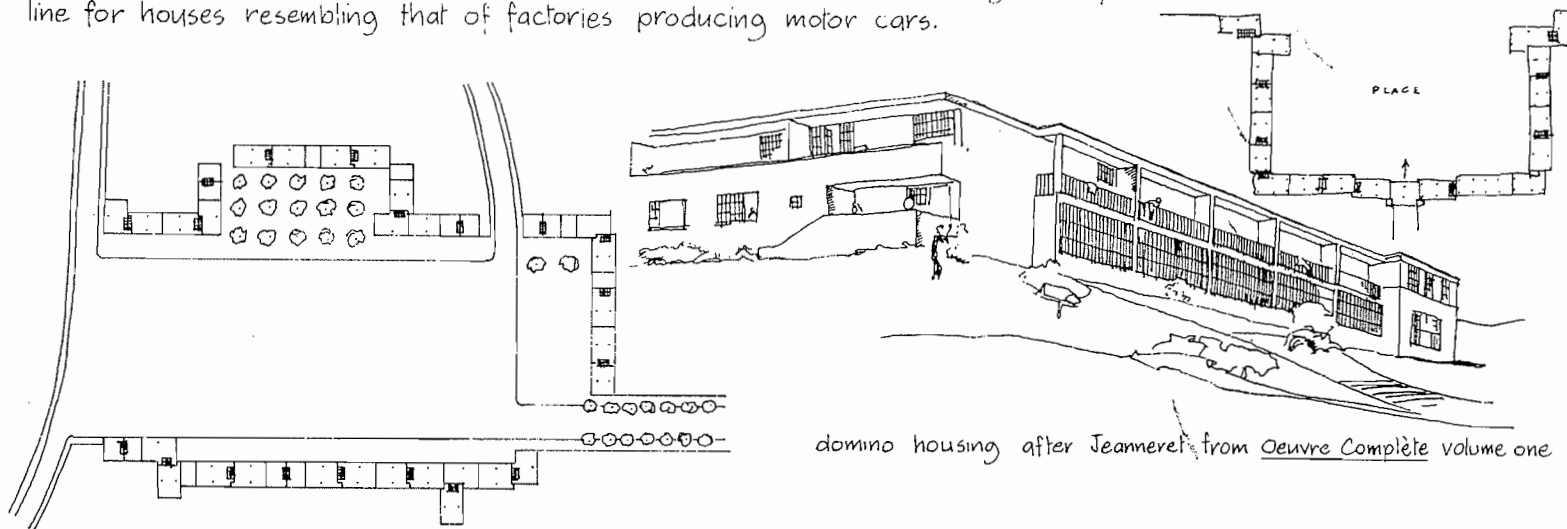 line for houses resembling that of factories producing motor cars.
PLACE
domino housing after Jeanneret from Oeuvre Complète volume one